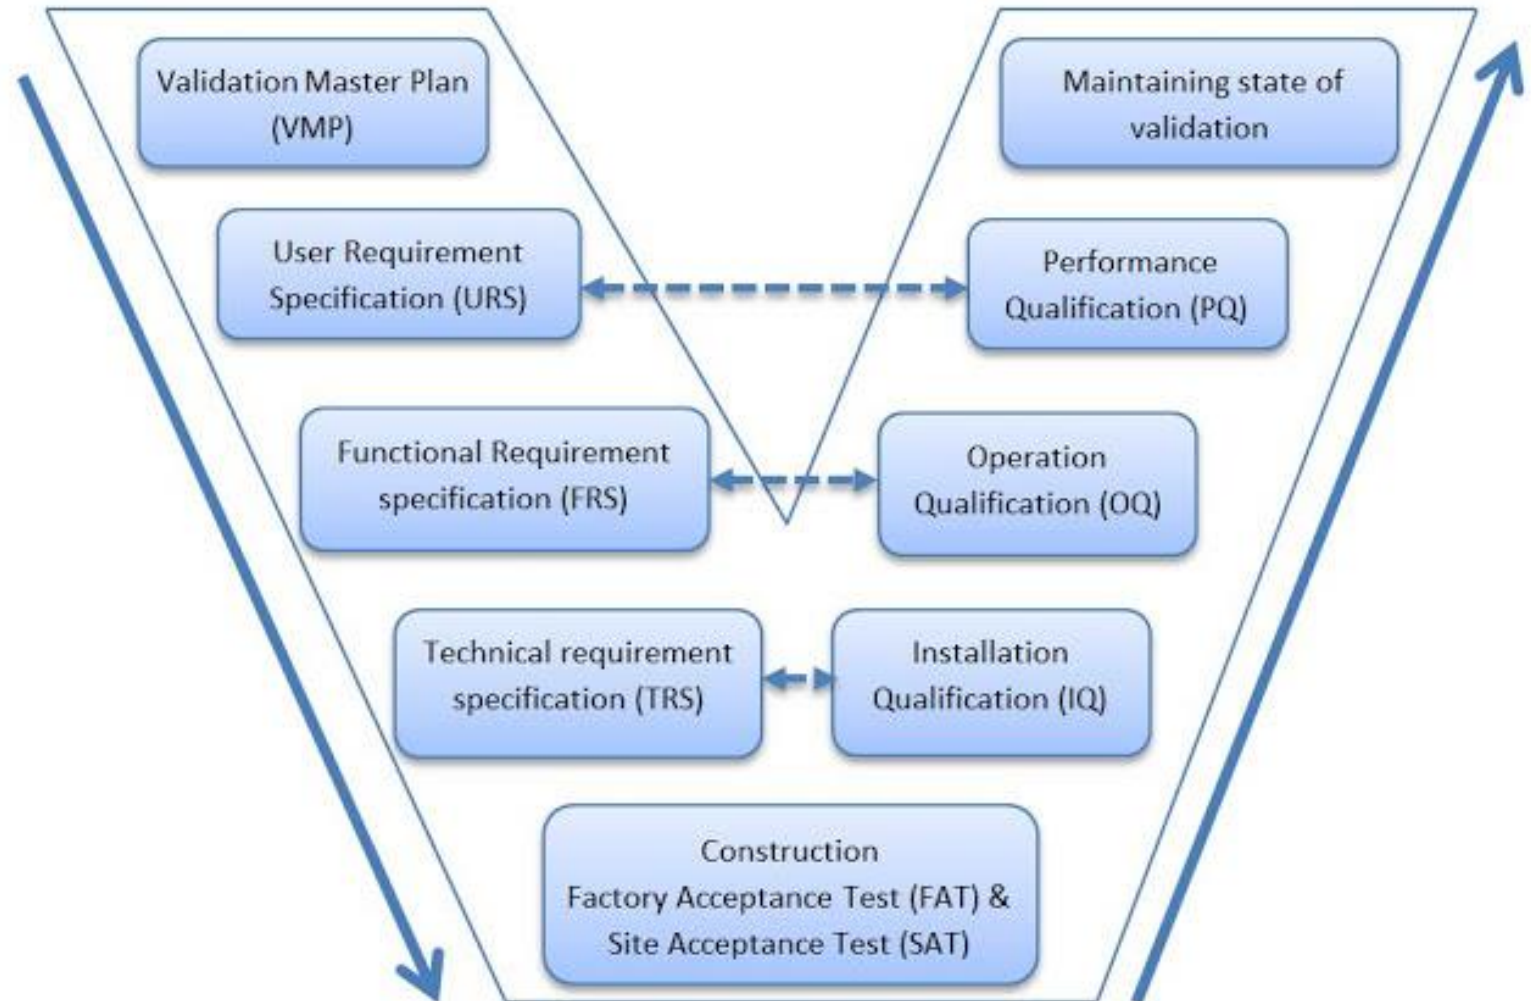 Validation Master Plan
(VMP)
Maintaining state of
validation
User Requirement
Specification (URS)
Performance
Qualification (PQ)
Functional Requirement
specification (FRS)
Operation
Qualification (OQ)
Technical requirement
specification (TRS)
Installation
Qualification (IQ)
Construction
Factory Acceptance Test (FAT) &
Site Acceptance Test (SAT)